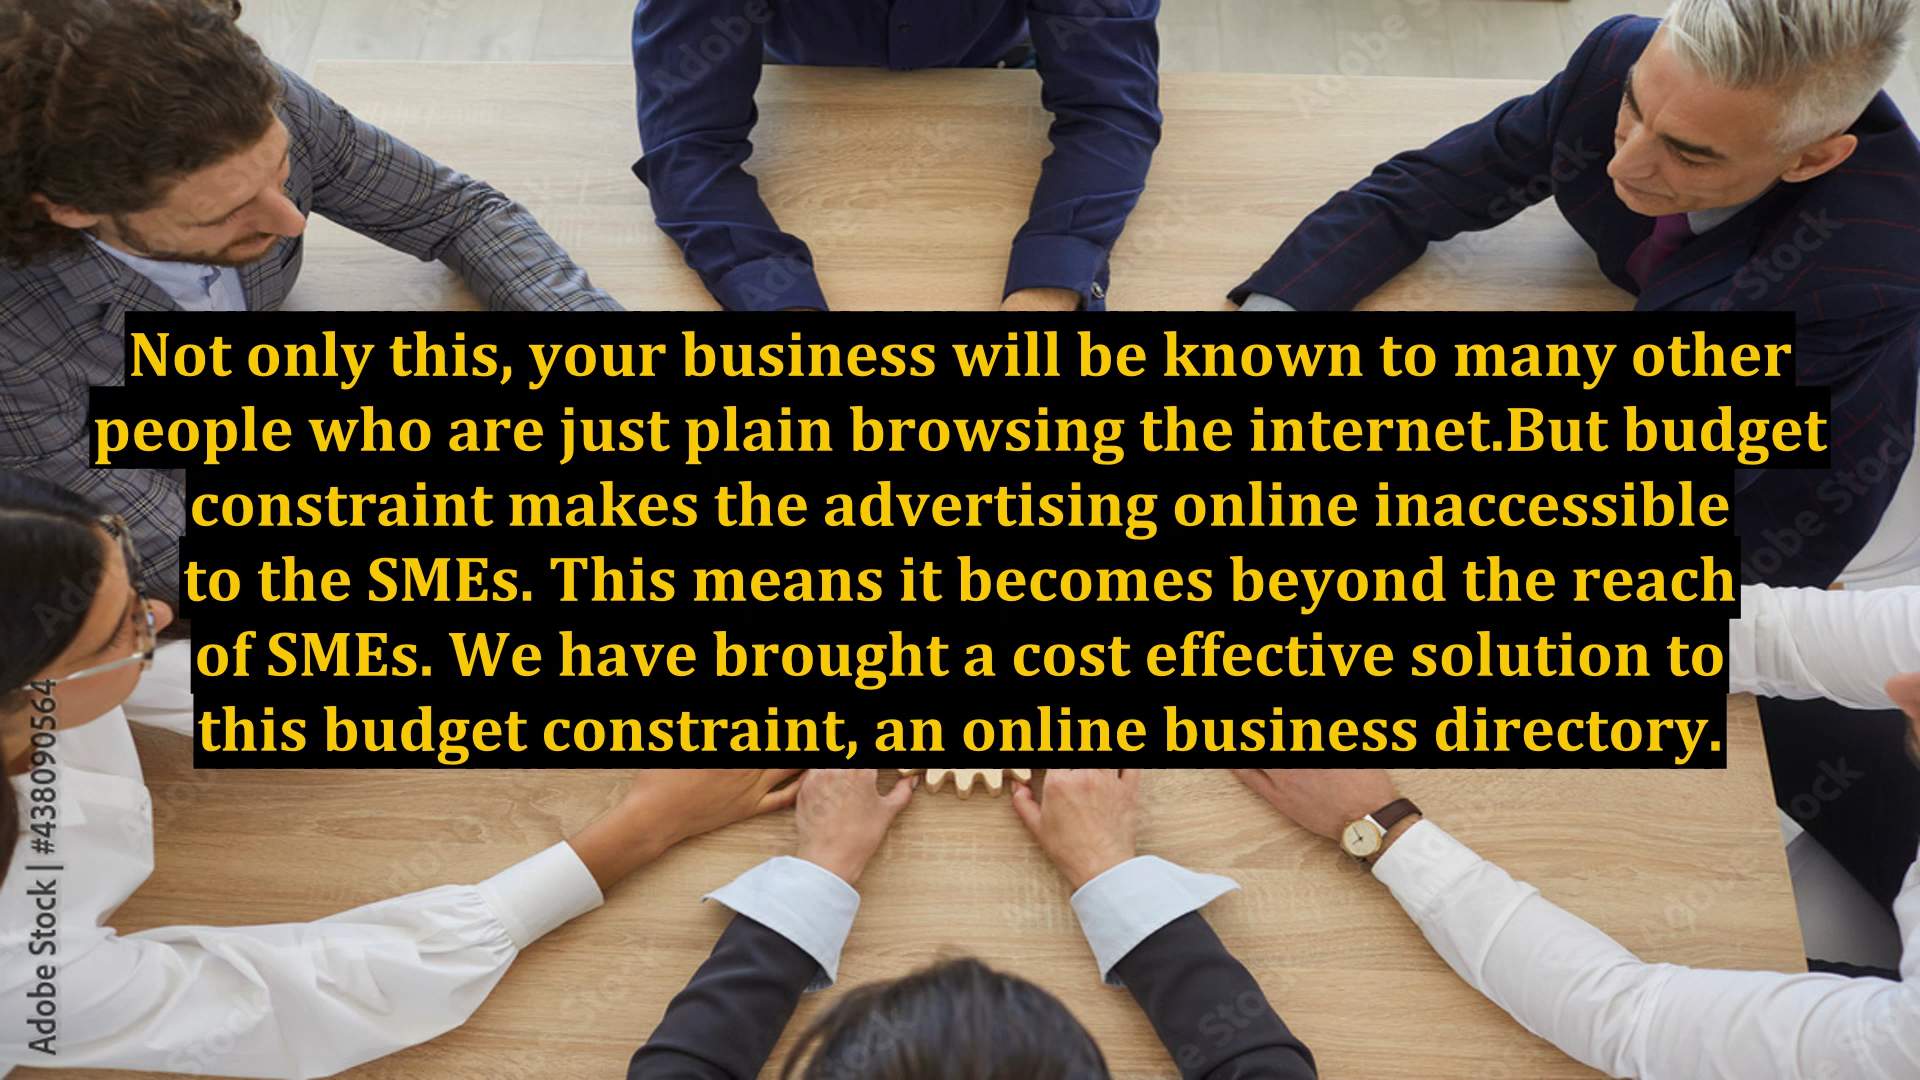 Not only this, your business will be known to many other
people who are just plain browsing the internet.But budget
constraint makes the advertising online inaccessible
to the SMEs. This means it becomes beyond the reach
of SMEs. We have brought a cost effective solution to
this budget constraint, an online business directory.
Adobe Stock | #438090564